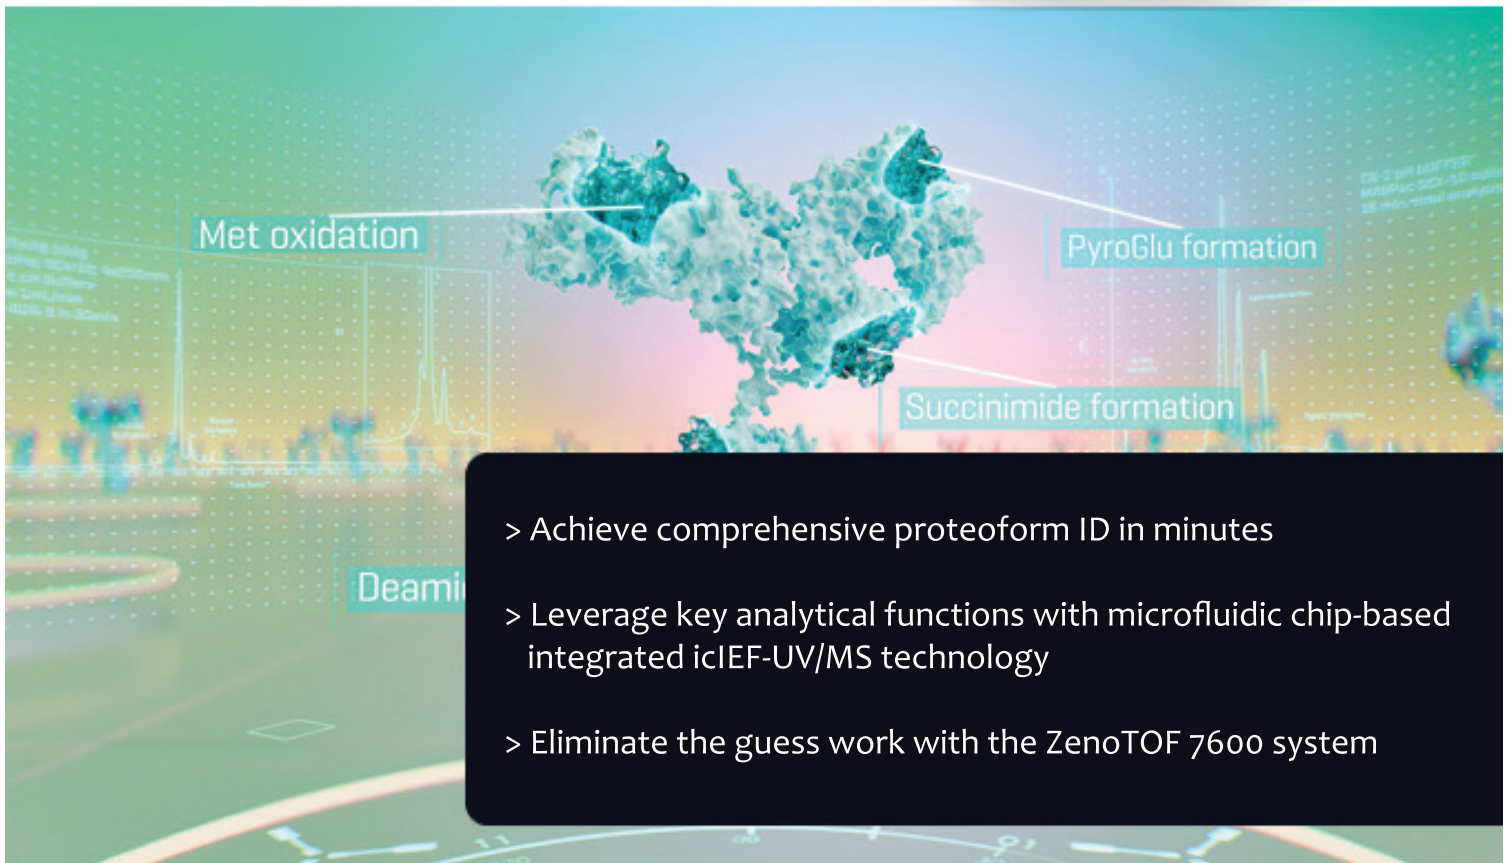 Met oxidation
PyroGlu formation
Succinimide formation
Deami
> Achieve comprehensive proteoform ID in minutes
> Leverage key analytical functions with microfluidic chip-based
integrated icIEF-UV/MS technology
> Eliminate the guess work with the ZenoTOF 7600 system